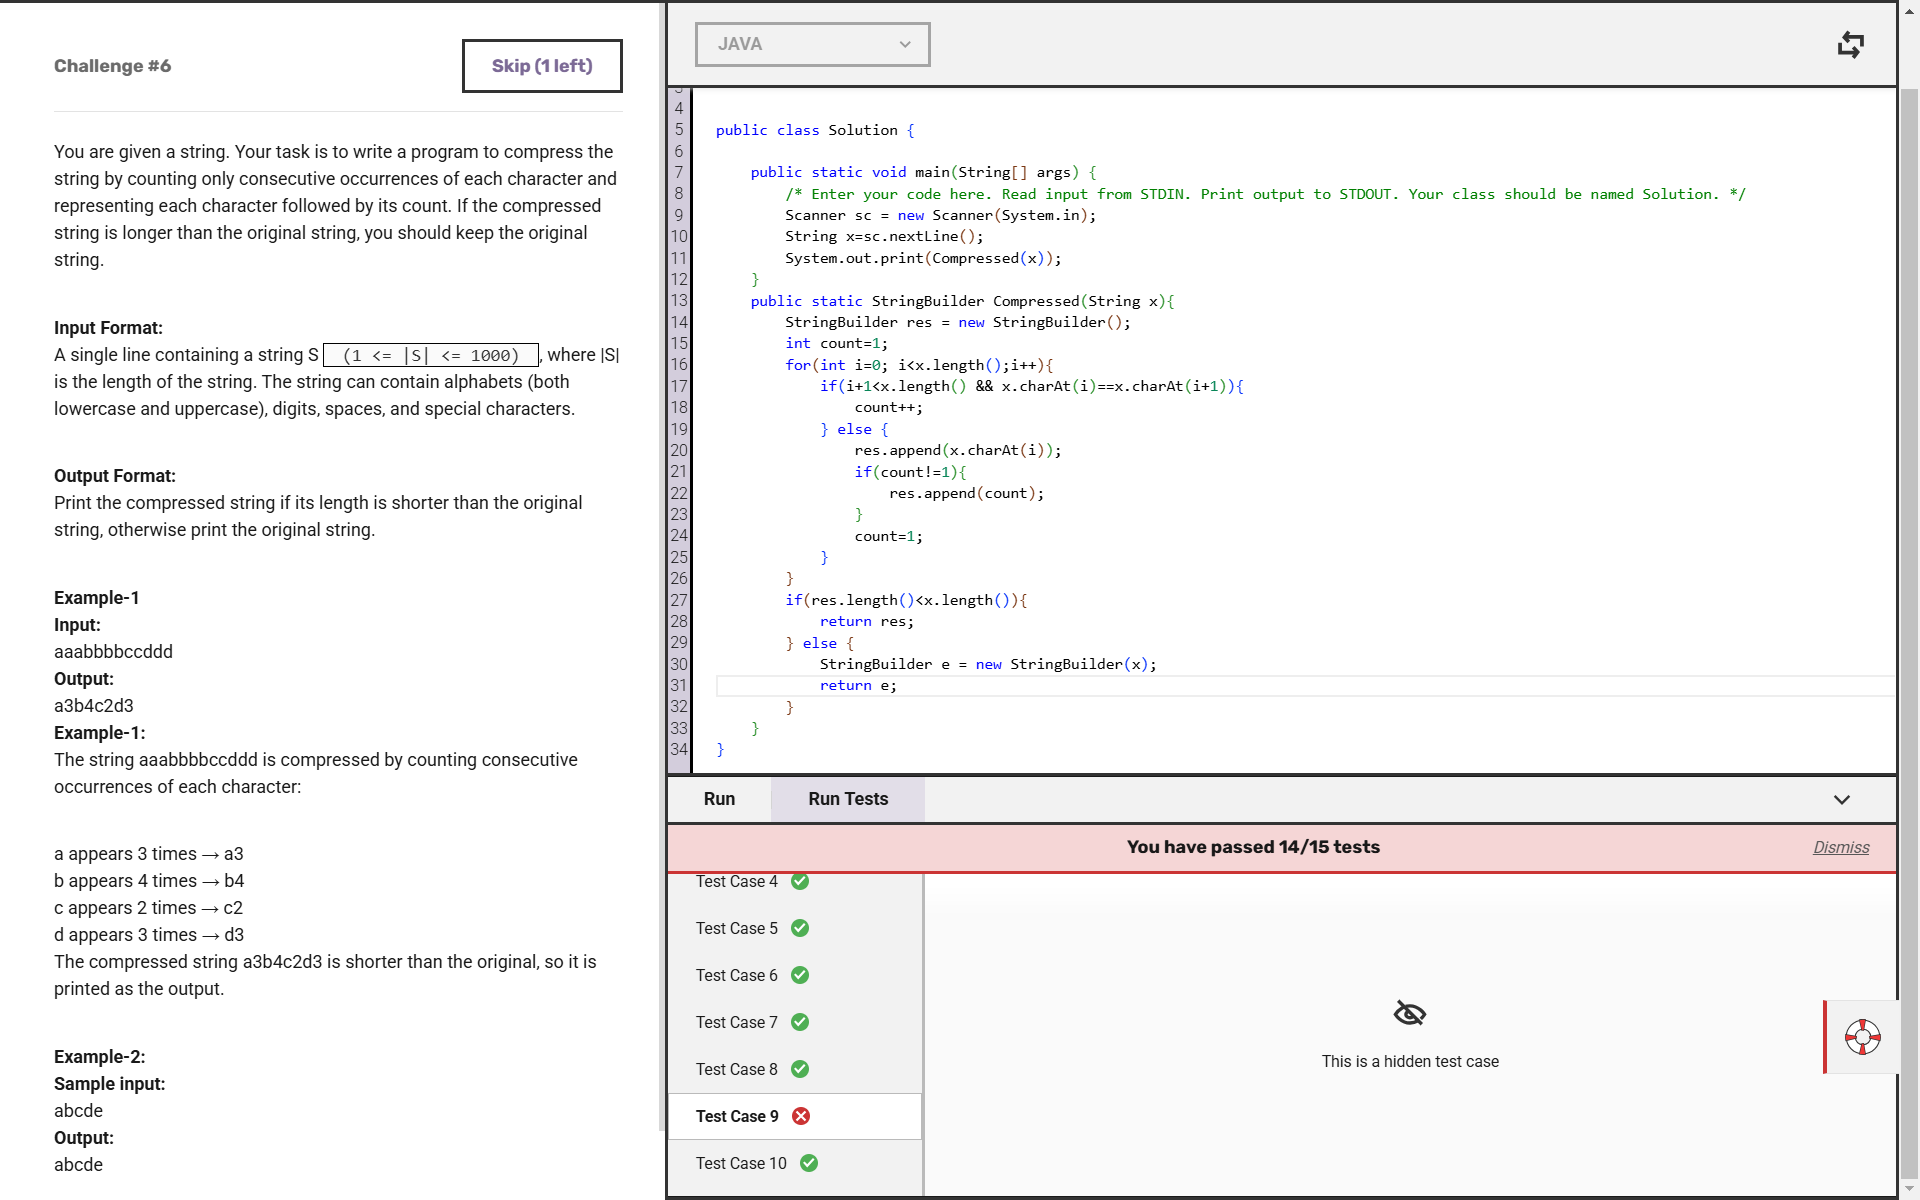 Challenge #6
Skip (1 left)
You are given a string. Your task is to write a program to compress the
string by counting only consecutive occurrences of each character and
representing each character followed by its count. If the compressed
string is longer than the original string, you should keep the original
string.
Input Format:
A single line containing a string S (1 <= |S| <= 1000) , where |S|
is the length of the string. The string can contain alphabets (both
lowercase and uppercase), digits, spaces, and special characters.
Output Format:
Print the compressed string if its length is shorter than the original
string, otherwise print the original string.
Example-1
Input:
aaabbbbccddd
Output:
a3b4c2d3
Example-1:
The string aaabbbbccddd is compressed by counting consecutive
occurrences of each character:
a appears 3 times → a3
b appears 4 times → b4
c appears 2 times → c2
d appears 3 times → d3
The compressed string a3b4c2d3 is shorter than the original, so it is
printed as the output.
Example-2:
Sample input:
abcde
Output:
abcde
JAVA
3
4
5 public class Solution {
6
7 public static void main(String[] args) {
8 /* Enter your code here. Read input from STDIN. Print output to STDOUT. Your class should be named Solution. */
9 Scanner sc = new Scanner(System.in);
10 String x=sc.nextLine();
11 System.out.print(Compressed(x));
12 }
13 public static StringBuilder Compressed(String x){
14 StringBuilder res = new StringBuilder();
15 int count=1;
16 for(int i=0; i<x.length();i++){
17 if(i+1<x.length() && x.charAt(i)==x.charAt(i+1)){
18 count++;
19 } else {
20 res.append(x.charAt(i));
21 if(count!=1){
22 res.append(count);
23 }
24 count=1;
25 }
26 }
27 if(res.length()<x.length()){
28 return res;
29 } else {
30 StringBuilder e = new StringBuilder(x);
31 return e;
32 }
33 }
34 }
Run
Run Tests
You have passed 14/15 tests
Dismiss
Test Case 4
Test Case 5
Test Case 6
Test Case 7
Test Case 8
Test Case 9
Test Case 10
This is a hidden test case